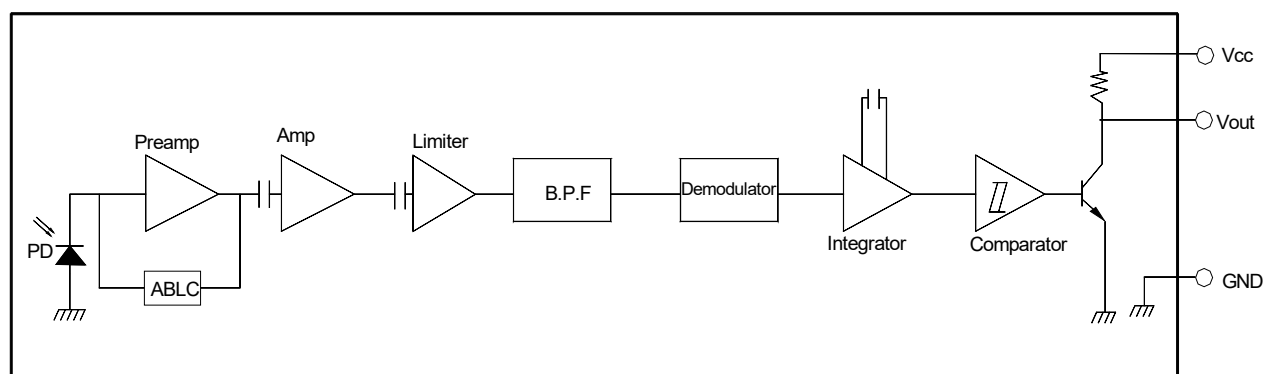 Preamp
Amp
Limiter
B.P.F
Demodulator
Integrator
Comparator
PD
ABLC
Vcc
Vout
GND